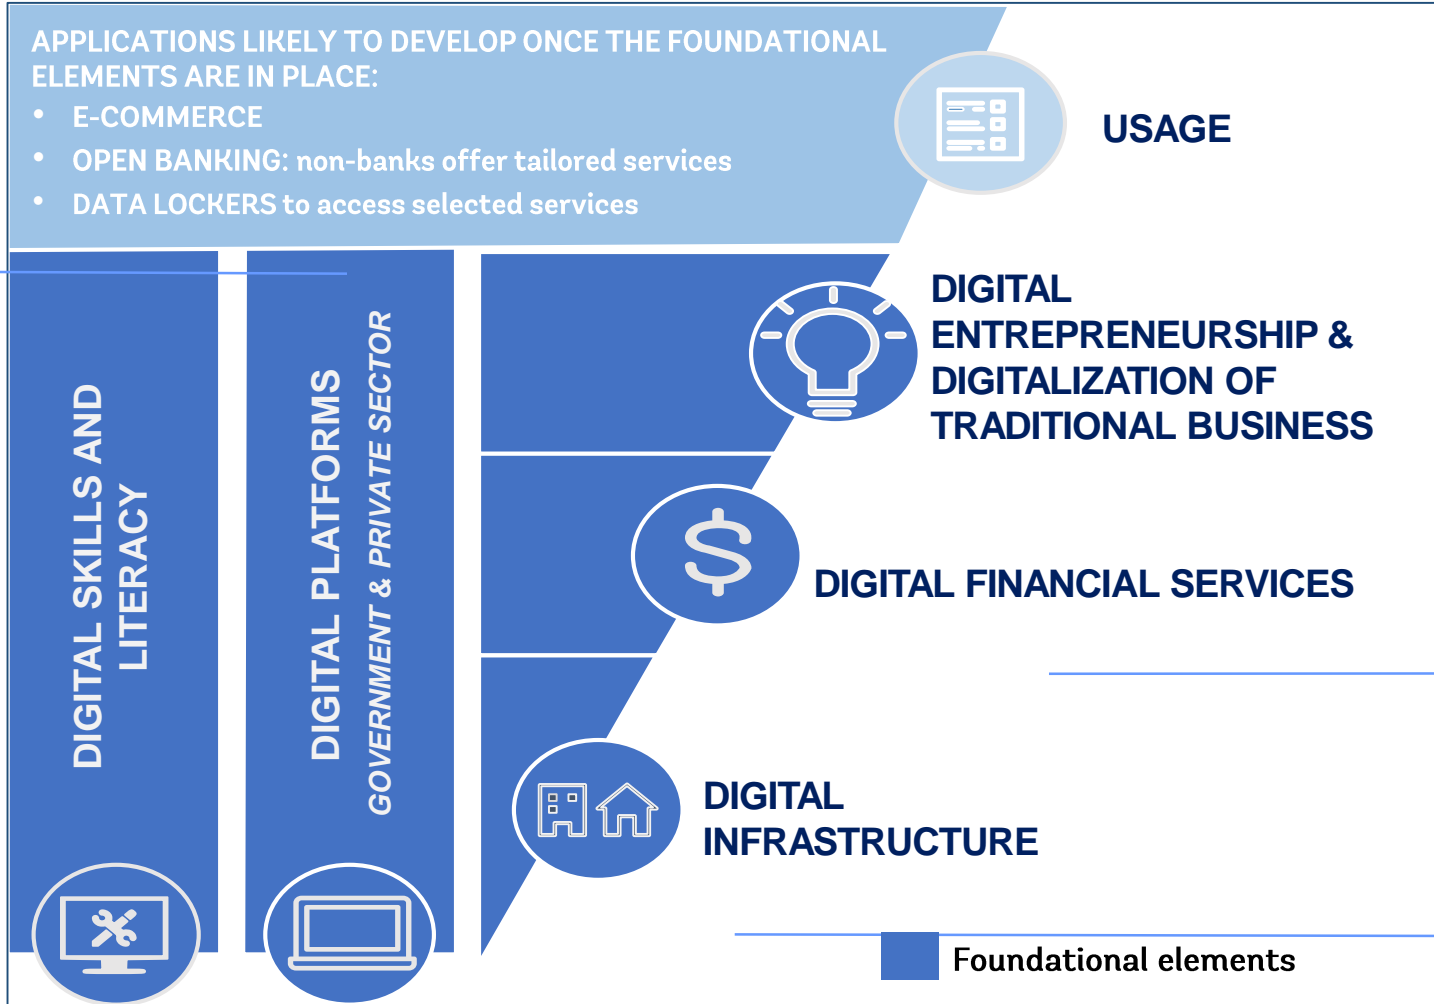 APPLICATIONS LIKELY TO DEVELOP ONCE THE FOUNDATIONAL
ELEMENTS ARE IN PLACE:
• E-COMMERCE
• OPEN BANKING: non-banks offer tailored services
• DATA LOCKERS to access selected services
USAGE
DIGITAL SKILLS AND
LITERACY
DIGITAL PLATFORMS
GOVERNMENT & PRIVATE SECTOR
DIGITAL
ENTREPRENEURSHIP &
DIGITALIZATION OF
TRADITIONAL BUSINESS
$
DIGITAL FINANCIAL SERVICES
DIGITAL
INFRASTRUCTURE
Foundational elements